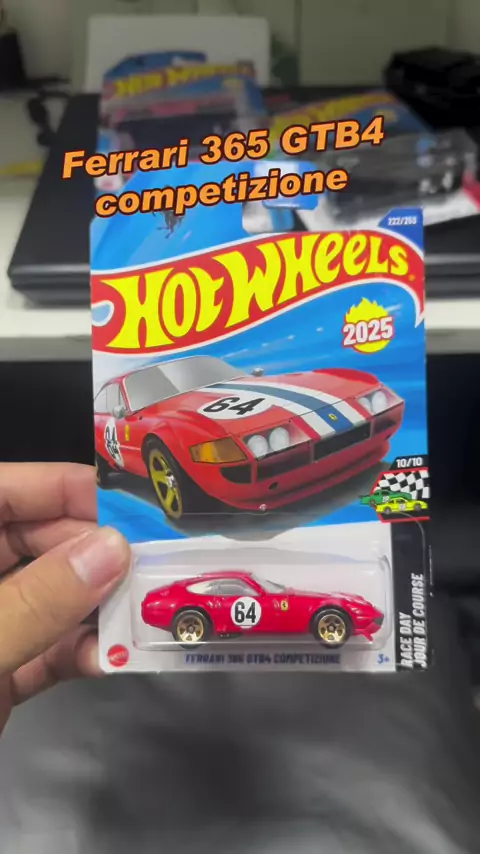 Ferrari 365 GTB4
competizione
222/250
HOT WHEELS
2025
64
64
10/10
RACE DAY
JOUR DE COURSE
64
FERRARI 365 GTB4 COMPETIZIONE
3+